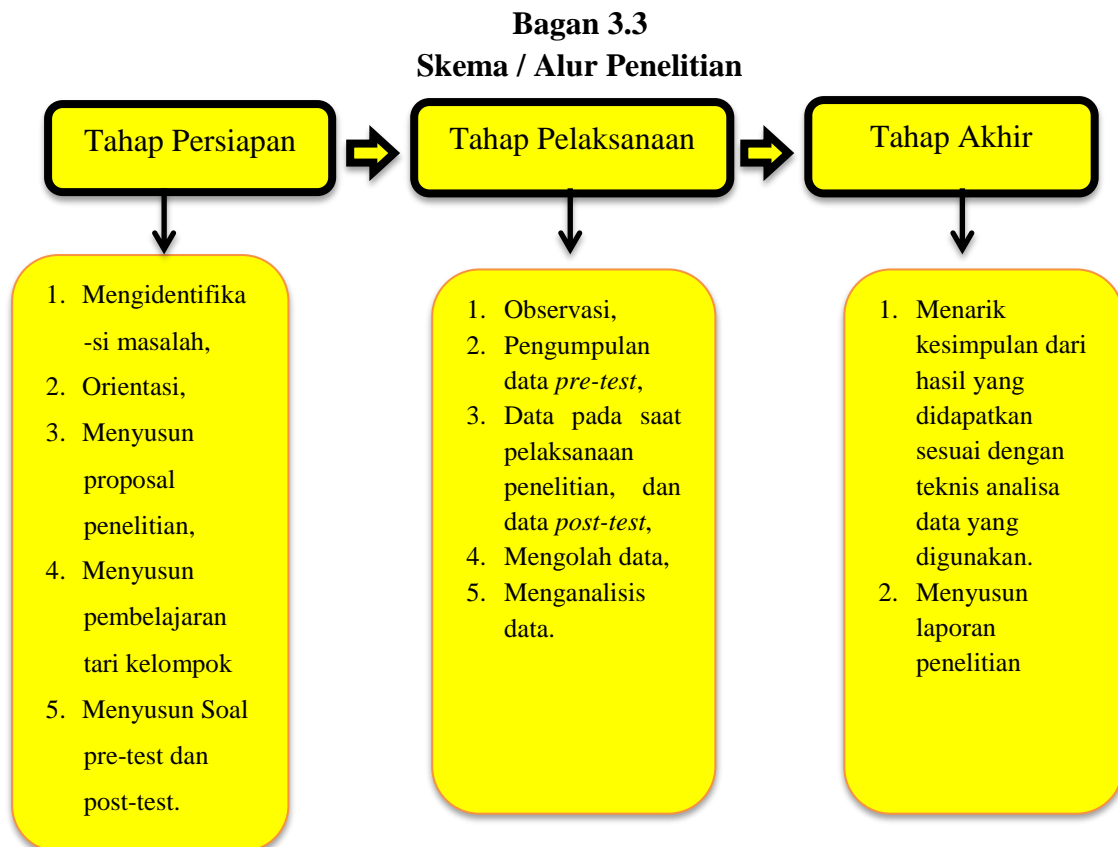 Bagan 3.3
Skema / Alur Penelitian
Tahap Persiapan
Tahap Pelaksanaan
Tahap Akhir
1. Mengidentifika
-si masalah,
2. Orientasi,
3. Menyusun
proposal
penelitian,
4. Menyusun
pembelajaran
tari kelompok
5. Menyusun Soal
pre-test dan
post-test.
1. Observasi,
2. Pengumpulan
data pre-test,
3. Data pada saat
pelaksanaan
penelitian, dan
data post-test,
4. Mengolah data,
5. Menganalisis
data.
1. Menarik
kesimpulan dari
hasil yang
didapatkan
sesuai dengan
teknis analisa
data yang
digunakan.
2. Menyusun
laporan
penelitian